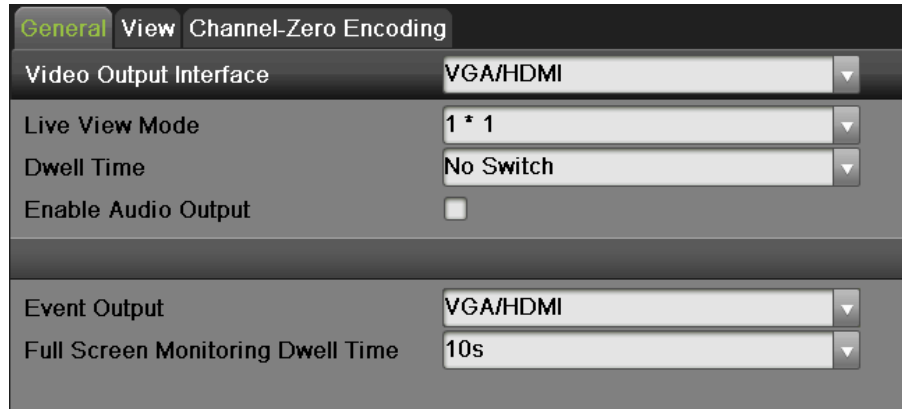 General View Channel-Zero Encoding
Video Output Interface VGA/HDMI
Live View Mode 1 * 1
Dwell Time No Switch
Enable Audio Output
Event Output VGA/HDMI
Full Screen Monitoring Dwell Time 10s